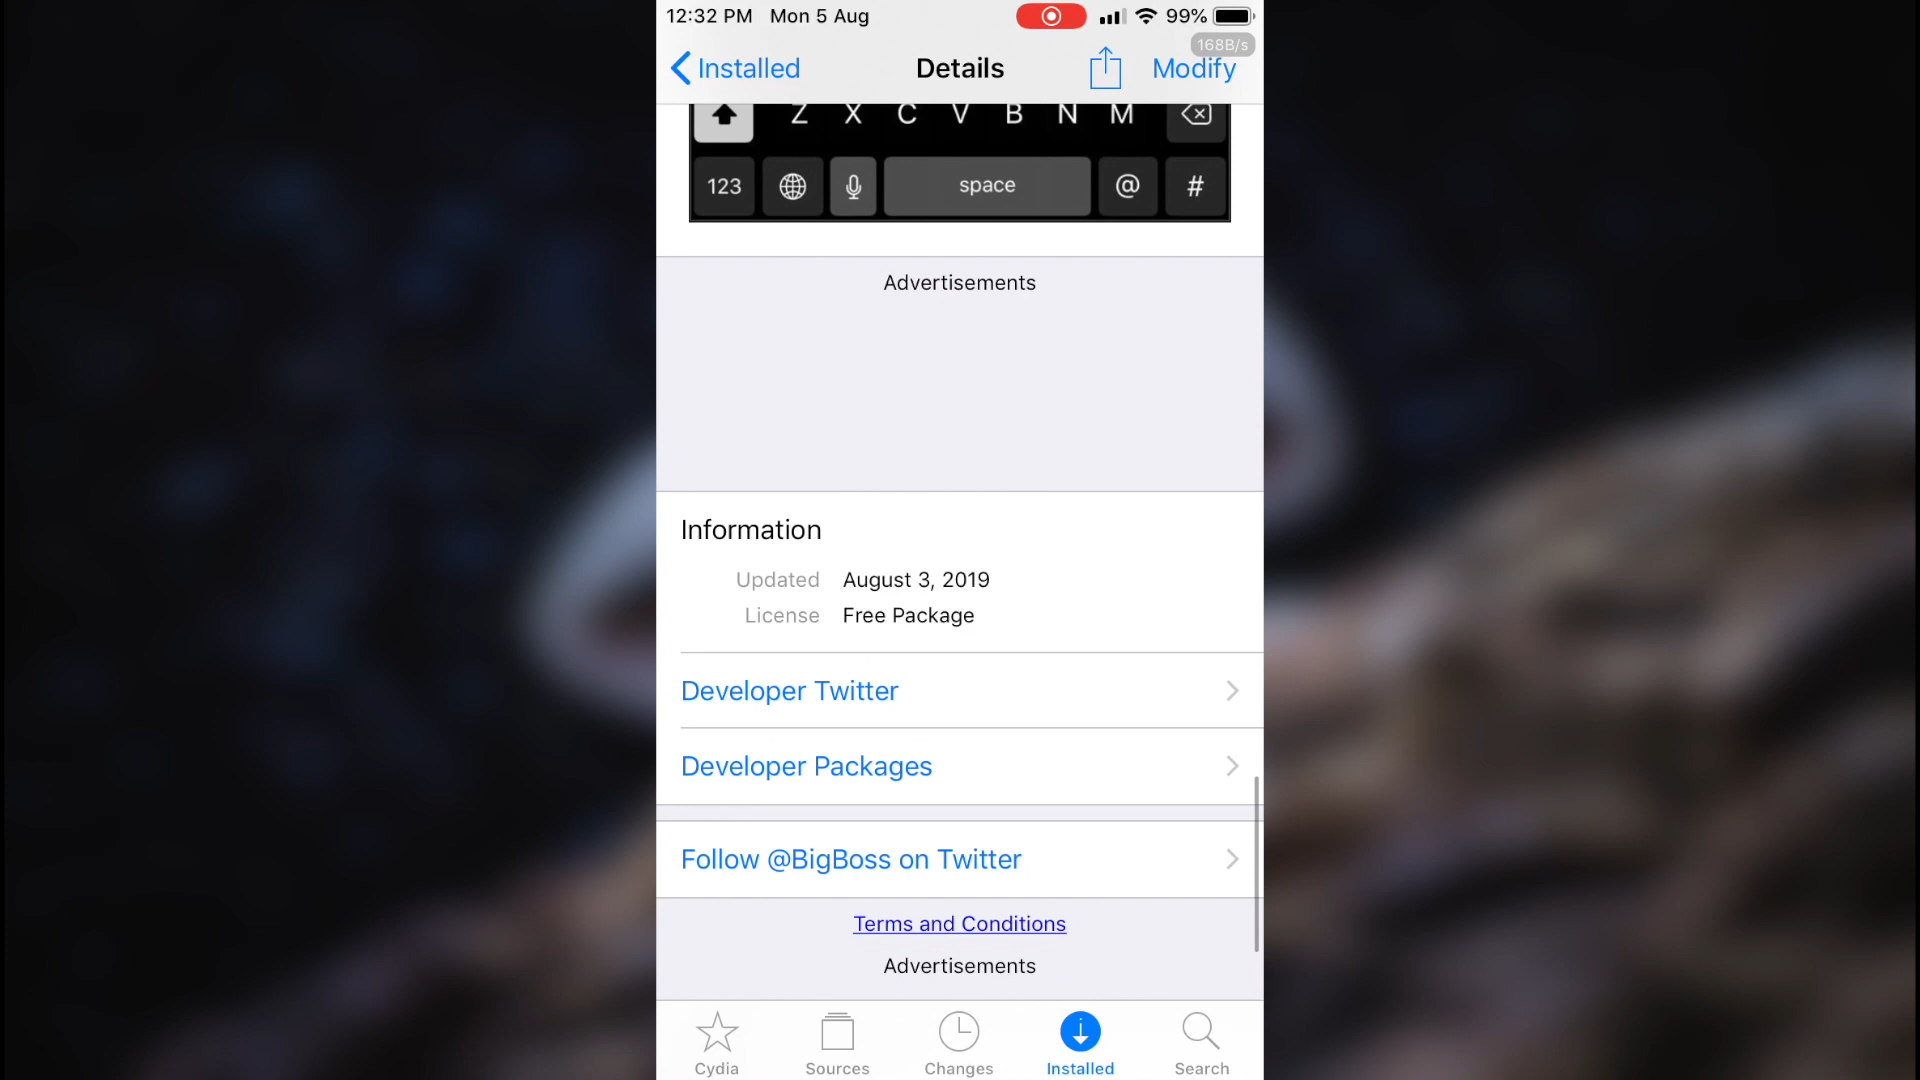 12:32 PM Mon 5 Aug 99%
168B/s
Installed Details Modify
Z X C V B N M
123 space @ #
Advertisements
Information
Updated August 3, 2019
License Free Package
Developer Twitter
Developer Packages
Follow @BigBoss on Twitter
Terms and Conditions
Advertisements
Cydia Sources Changes Installed Search